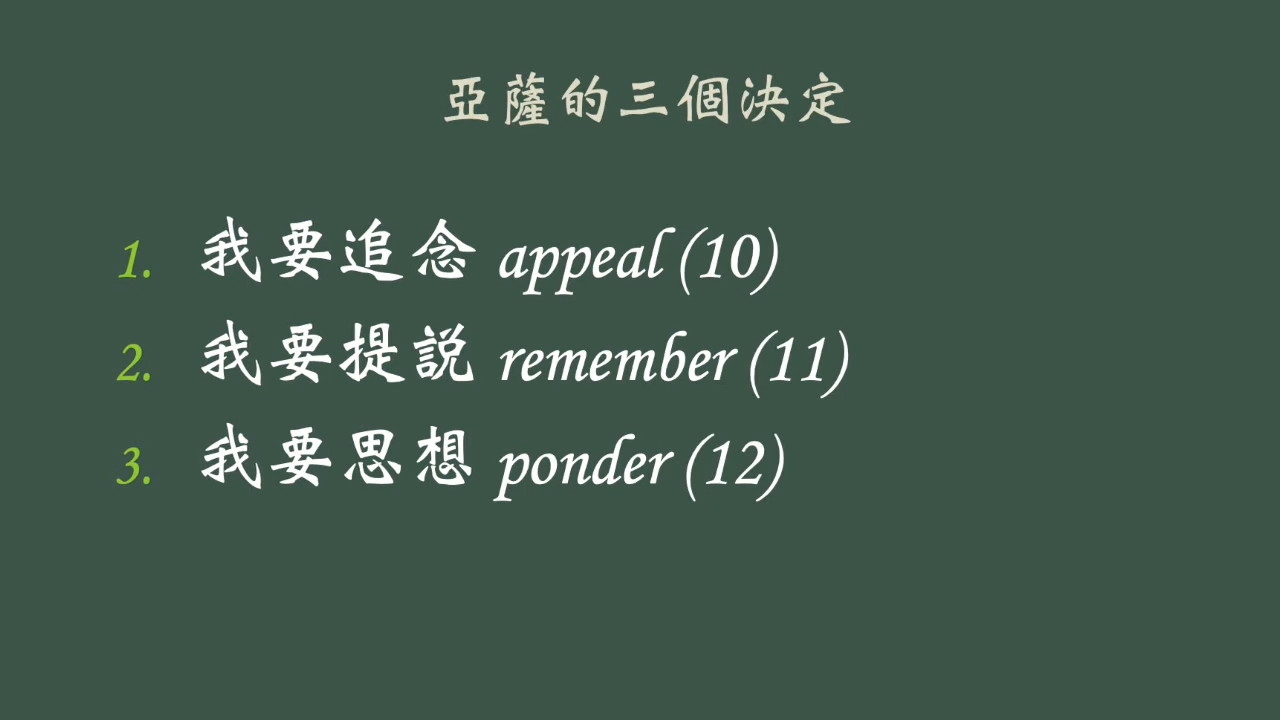 亞薩的三個決定
1. 我要追念 appeal (10)
2. 我要提説 remember (11)
3. 我要思想 ponder (12)